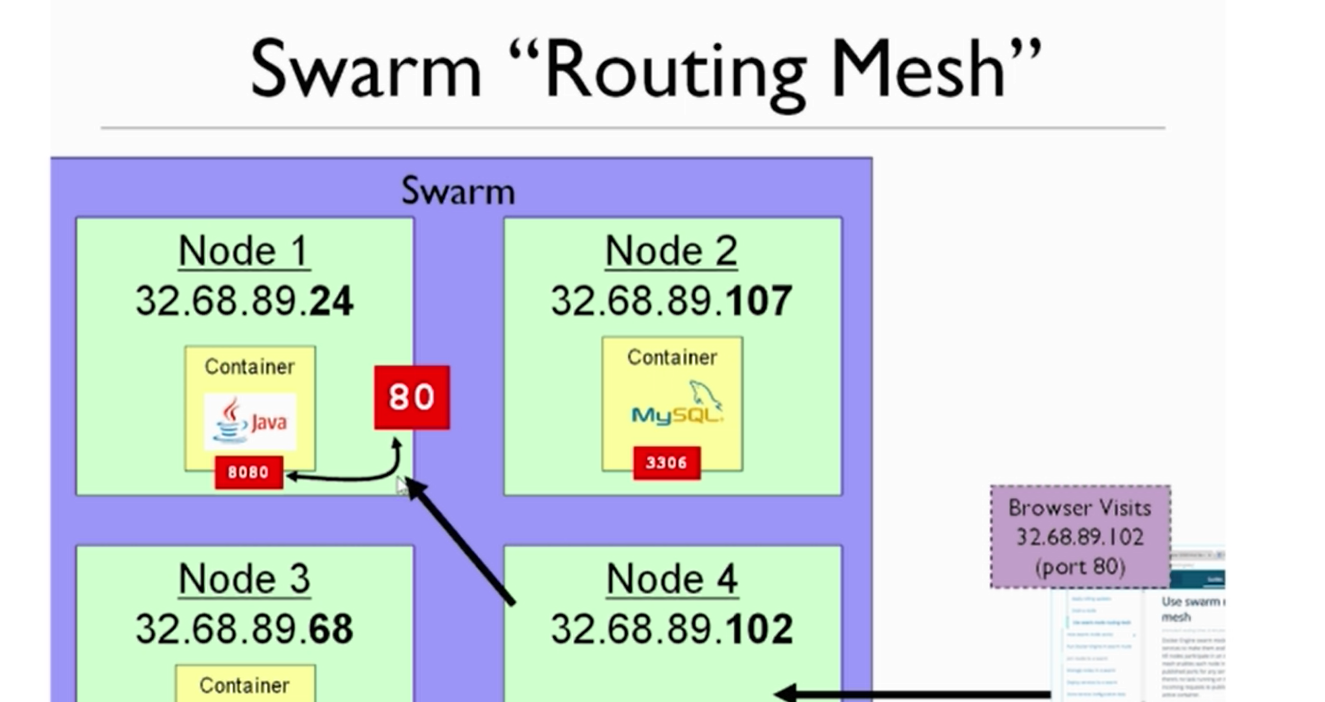 Swarm “Routing Mesh”
Swarm
Node 1
32.68.89.24
Container
Java
8080
80
Node 2
32.68.89.107
Container
MySQL
3306
Node 3
32.68.89.68
Container
Node 4
32.68.89.102
Browser Visits
32.68.89.102
(port 80)
Use swarm
mesh